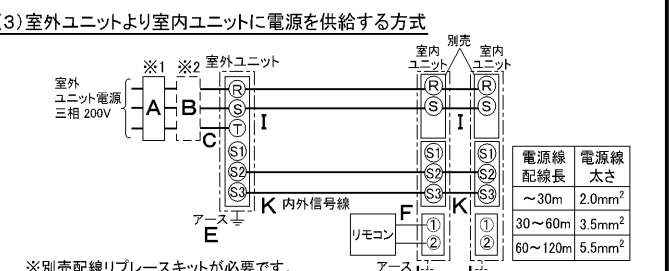 (3)室外ユニットより室内ユニットに電源を供給する方式
別売
※1 ※2 室外ユニット 室内ユニット 室内ユニット
室外
ユニット電源
三相 200V
A B C
R S T S1 S2 S3
I
R S S1 S2 S3
I
R S S1 S2 S3
K 内外信号線
F K
アース
E
リモコン
① ②
① ②
アース
電源線配線長 電源線太さ
～30m 2.0mm²
30～60m 3.5mm²
60～120m 5.5mm²
※別売配線リプレースキットが必要です。